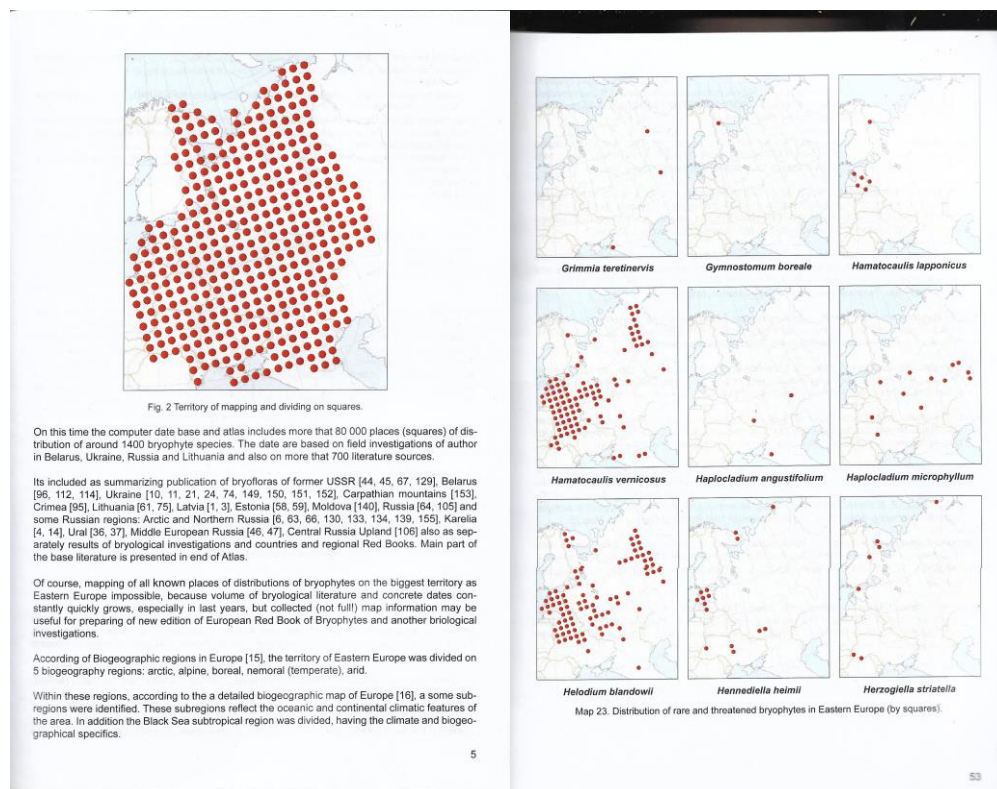 Fig. 2 Territory of mapping and dividing on squares.
On this time the computer date base and atlas includes more that 80 000 places (squares) of dis-
tribution of around 1400 bryophyte species. The date are based on field investigations of author
in Belarus, Ukraine, Russia and Lithuania and also on more that 700 literature sources.
Its included as summarizing publication of bryofloras of former USSR [44, 45, 67, 129], Belarus
[96, 112, 114], Ukraine [10, 11, 21, 24, 74, 149, 150, 151, 152], Carpathian mountains [153],
Crimea [95], Lithuania [61, 75], Latvia [1, 3], Estonia [58, 59], Moldova [140], Russia [64, 105] and
some Russian regions: Arctic and Northern Russia [6, 63, 66, 130, 133, 134, 139, 155], Karelia
[4, 14], Ural [36, 37], Middle European Russia [46, 47], Central Russia Upland [106] also as sep-
arately results of bryological investigations and countries and regional Red Books. Main part of
the base literature is presented in end of Atlas.
Of course, mapping of all known places of distributions of bryophytes on the biggest territory as
Eastern Europe impossible, because volume of bryological literature and concrete dates con-
stantly quickly grows, especially in last years, but collected (not full!) map information may be
useful for preparing of new edition of European Red Book of Bryophytes and another briological
investigations.
According of Biogeographic regions in Europe [15], the territory of Eastern Europe was divided on
5 biogeography regions: arctic, alpine, boreal, nemoral (temperate), arid.
Within these regions, according to the a detailed biogeographic map of Europe [16], a some sub-
regions were identified. These subregions reflect the oceanic and continental climatic features of
the area. In addition the Black Sea subtropical region was divided, having the climate and biogeo-
graphical specifics.
5
Grimmia teretinervis
Gymnostomum boreale
Hamatocaulis lapponicus
Hamatocaulis vernicosus
Haplocladium angustifolium
Haplocladium microphyllum
Helodium blandowii
Hennediella heimii
Herzogiella striatella
Map 23. Distribution of rare and threatened bryophytes in Eastern Europe (by squares).
53